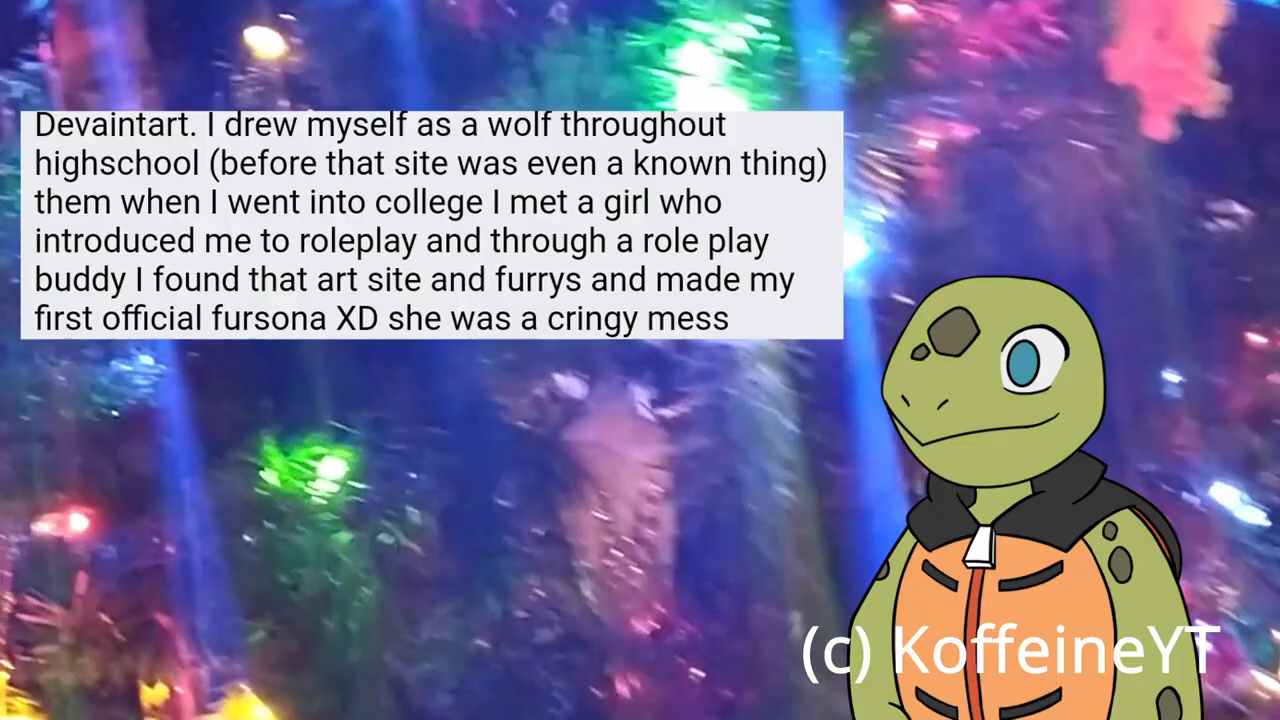 Devaintart. I drew myself as a wolf throughout
highschool (before that site was even a known thing)
them when I went into college I met a girl who
introduced me to roleplay and through a role play
buddy I found that art site and furrys and made my
first official fursona XD she was a cringy mess
(c) KoffeineYT